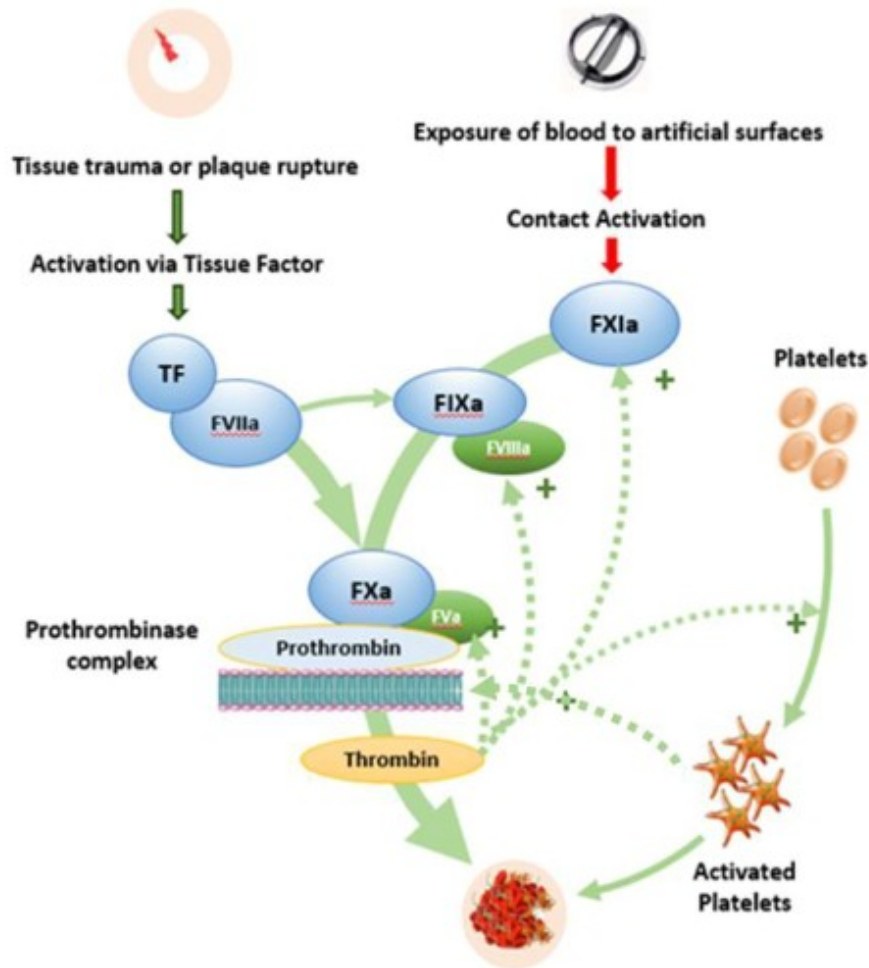 Tissue trauma or plaque rupture
Activation via Tissue Factor
Exposure of blood to artificial surfaces
Contact Activation
FXIa
+
TF
FVIIa
FIXa
FVIIIa
+
Platelets
FXa
FVa
+
Prothrombinase
complex
Prothrombin
+
+
Thrombin
Activated
Platelets